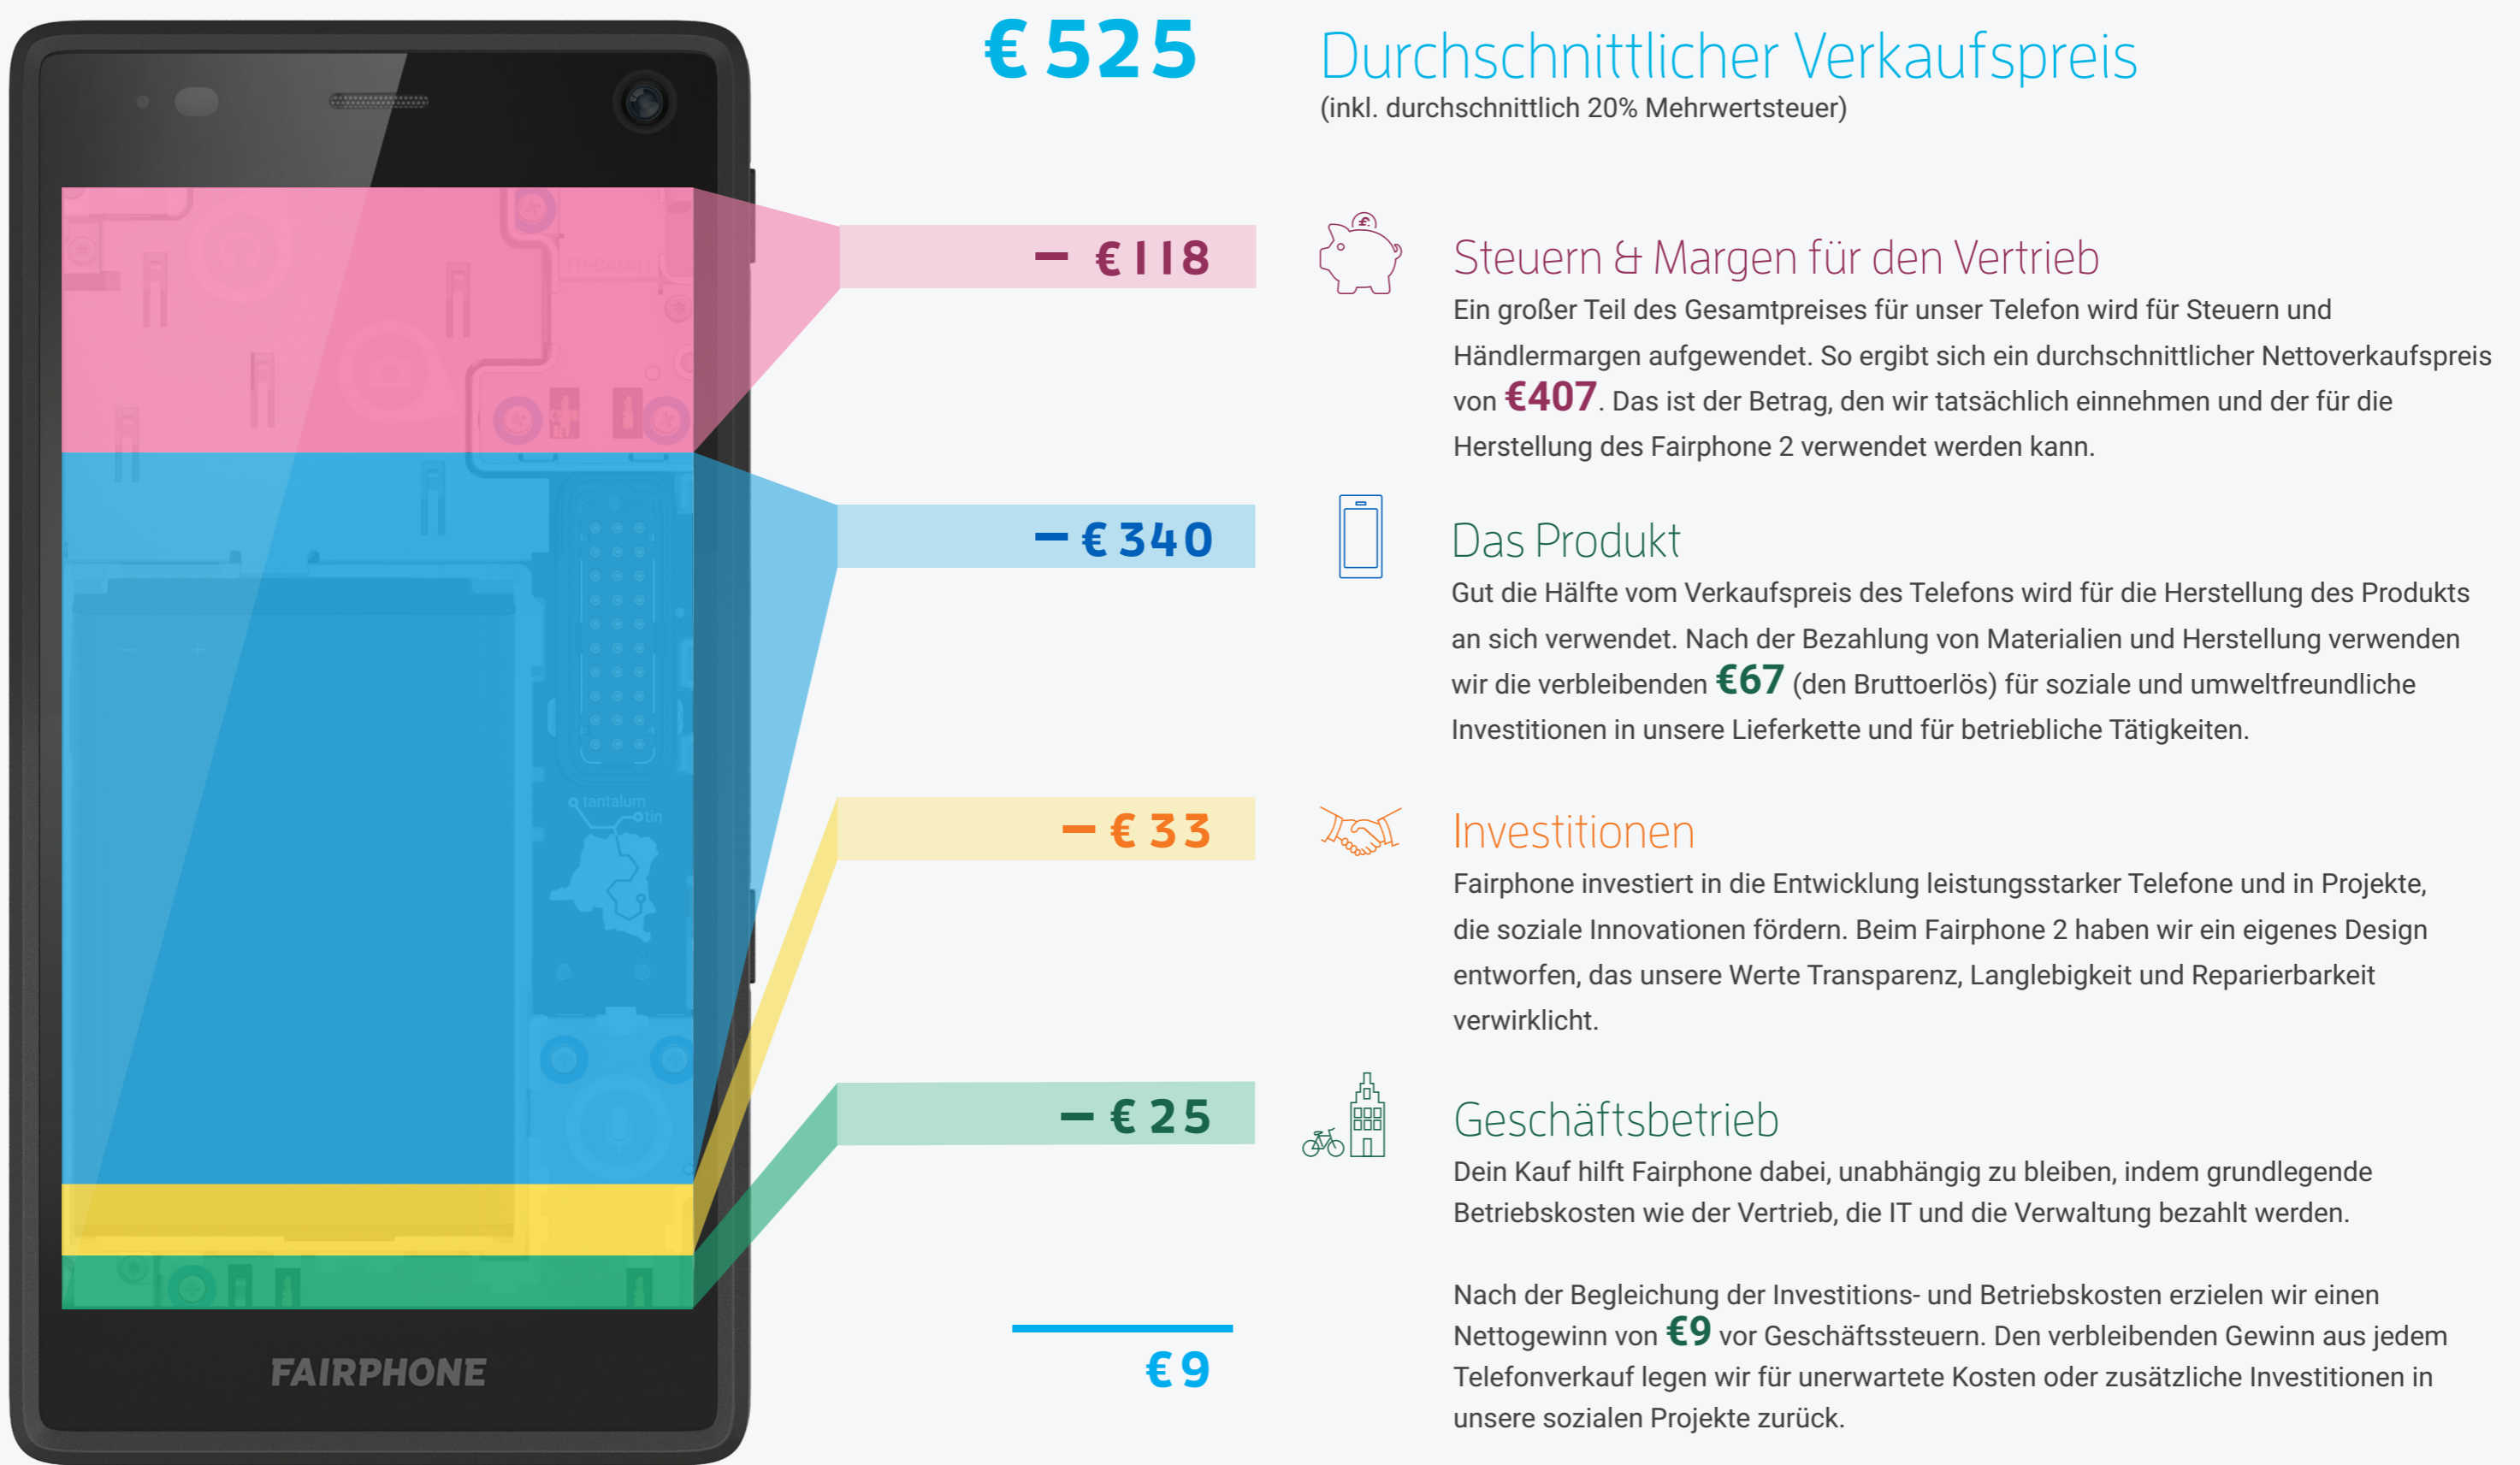 € 525
Durchschnittlicher Verkaufspreis
(inkl. durchschnittlich 20% Mehrwertsteuer)
– €118
Steuern & Margen für den Vertrieb
Ein großer Teil des Gesamtpreises für unser Telefon wird für Steuern und
Händlermargen aufgewendet. So ergibt sich ein durchschnittlicher Nettoverkaufspreis
von €407. Das ist der Betrag, den wir tatsächlich einnehmen und der für die
Herstellung des Fairphone 2 verwendet werden kann.
– € 340
Das Produkt
Gut die Hälfte vom Verkaufspreis des Telefons wird für die Herstellung des Produkts
an sich verwendet. Nach der Bezahlung von Materialien und Herstellung verwenden
wir die verbleibenden €67 (den Bruttoerlös) für soziale und umweltfreundliche
Investitionen in unsere Lieferkette und für betriebliche Tätigkeiten.
tantalum
tin
– € 33
Investitionen
Fairphone investiert in die Entwicklung leistungsstarker Telefone und in Projekte,
die soziale Innovationen fördern. Beim Fairphone 2 haben wir ein eigenes Design
entworfen, das unsere Werte Transparenz, Langlebigkeit und Reparierbarkeit
verwirklicht.
– € 25
Geschäftsbetrieb
Dein Kauf hilft Fairphone dabei, unabhängig zu bleiben, indem grundlegende
Betriebskosten wie der Vertrieb, die IT und die Verwaltung bezahlt werden.
Nach der Begleichung der Investitions- und Betriebskosten erzielen wir einen
Nettogewinn von €9 vor Geschäftssteuern. Den verbleibenden Gewinn aus jedem
Telefonverkauf legen wir für unerwartete Kosten oder zusätzliche Investitionen in
unsere sozialen Projekte zurück.
€ 9
FAIRPHONE